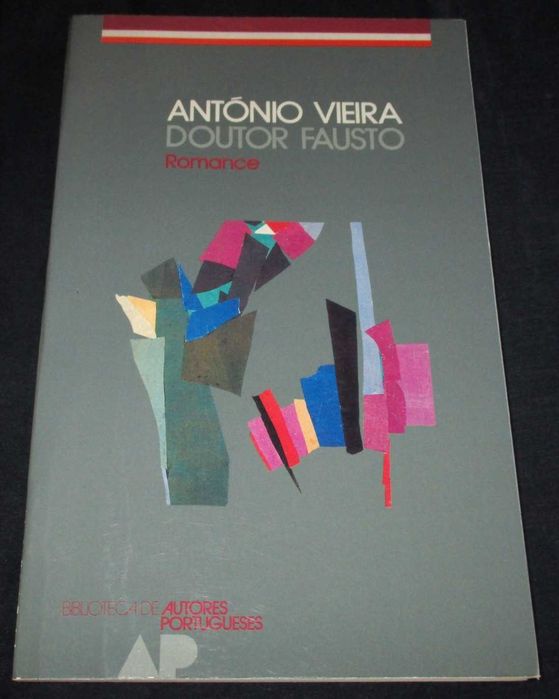 ANTÓNIO VIEIRA
DOUTOR FAUSTO
Romance
BIBLIOTECA DE AUTORES
PORTUGUESES
AP